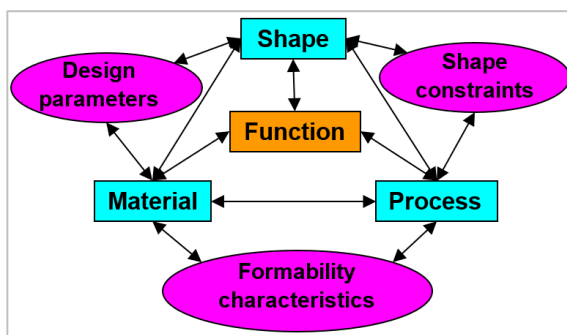 Shape
Design
parameters
Shape
constraints
Function
Material
Process
Formability
characteristics